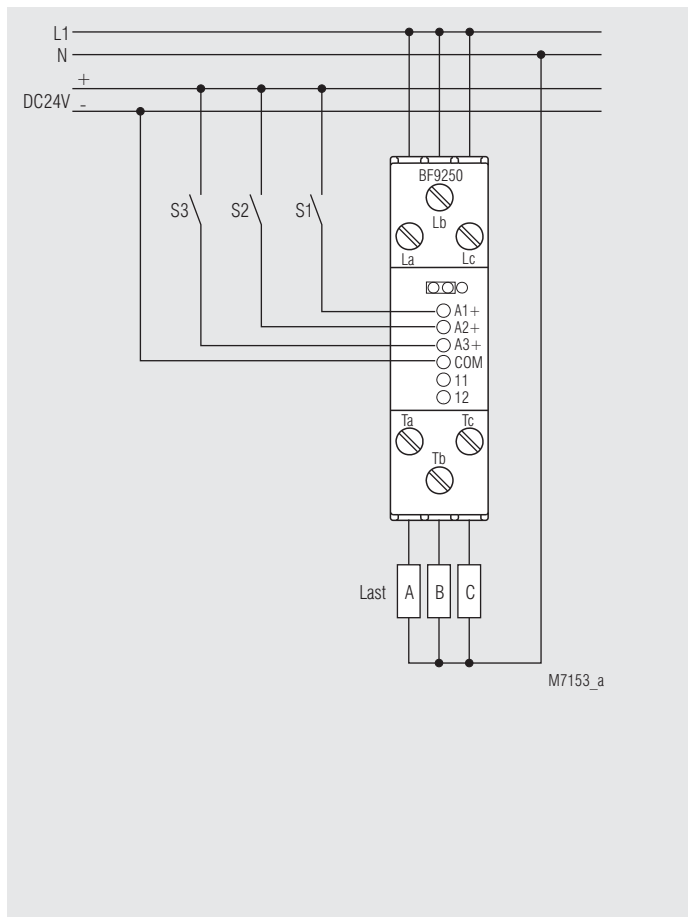 L1
N
+
DC24V
-
BF9250
Lb
La
Lc
S3
S2
S1
A1+
A2+
A3+
COM
11
12
Ta
Tc
Tb
Last
A
B
C
M7153_a